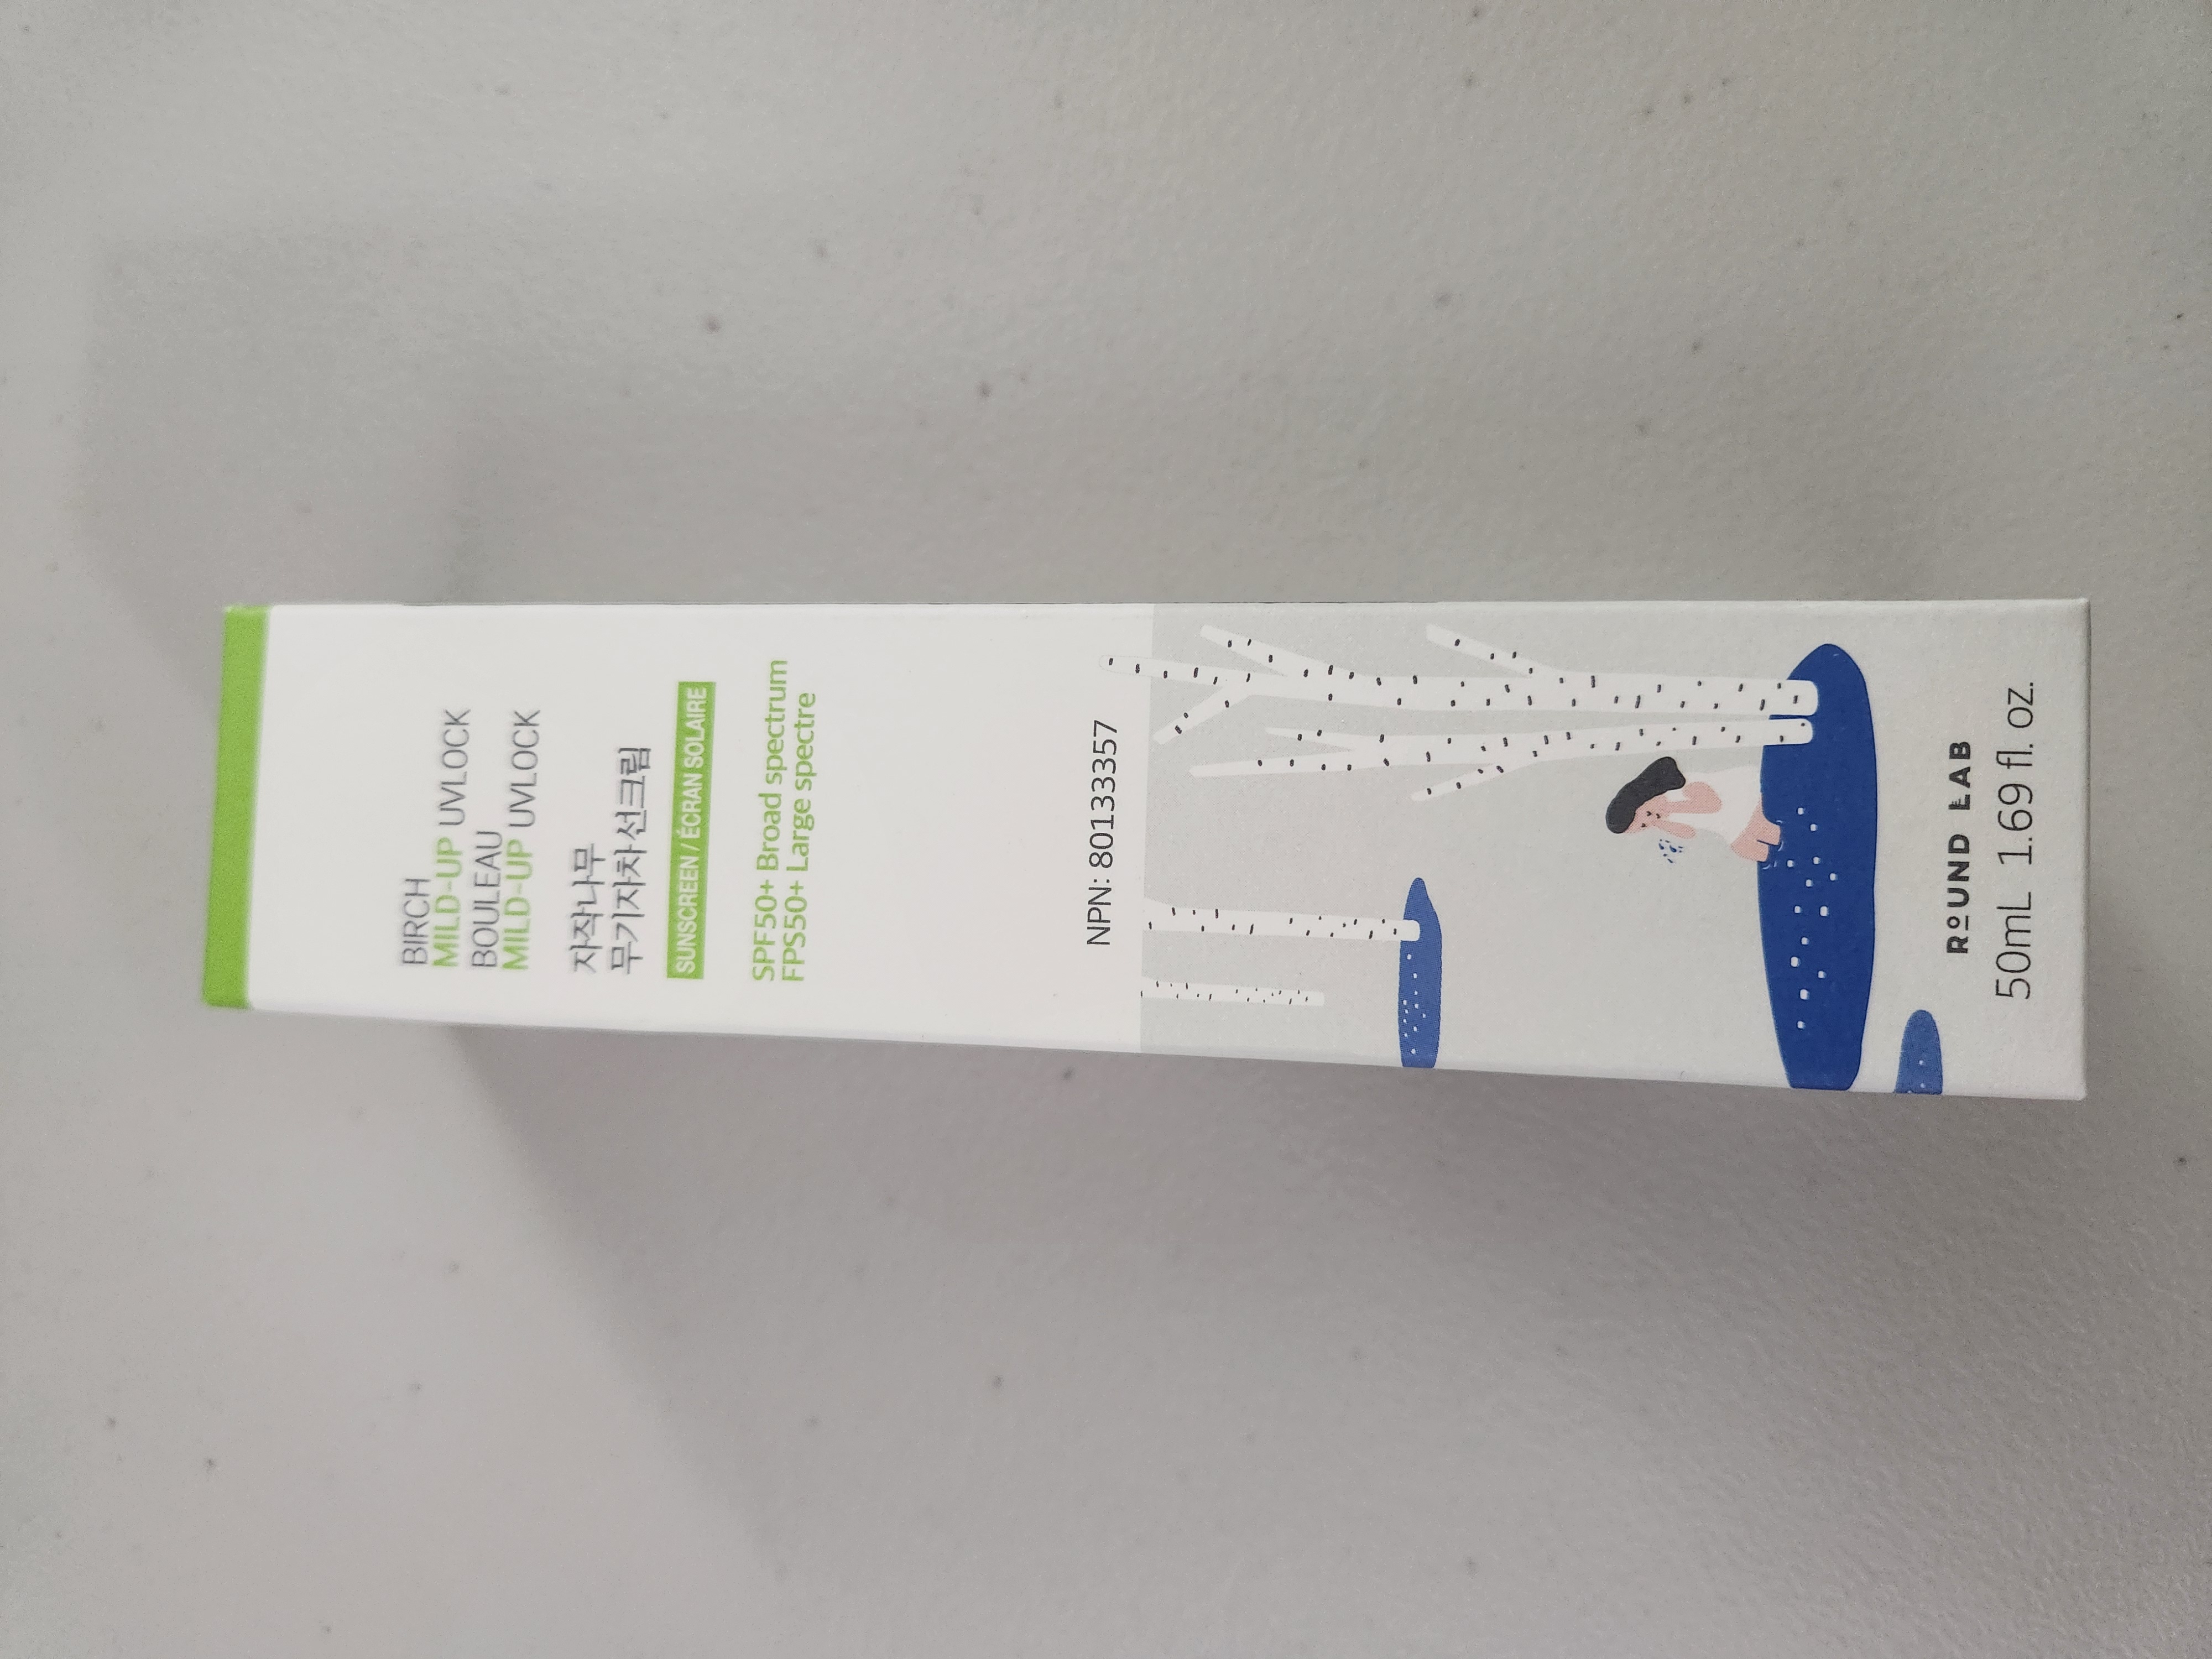 BIRCH
MILD-UP UVLOCK
BOULEAU
MILD-UP UVLOCK
자작나무
무기자차 선크림
SUNSCREEN / ÉCRAN SOLAIRE
SPF50+ Broad spectrum
FPS50+ Large spectre
NPN: 80133357
ROUND LAB
50mL 1.69 fl. oz.